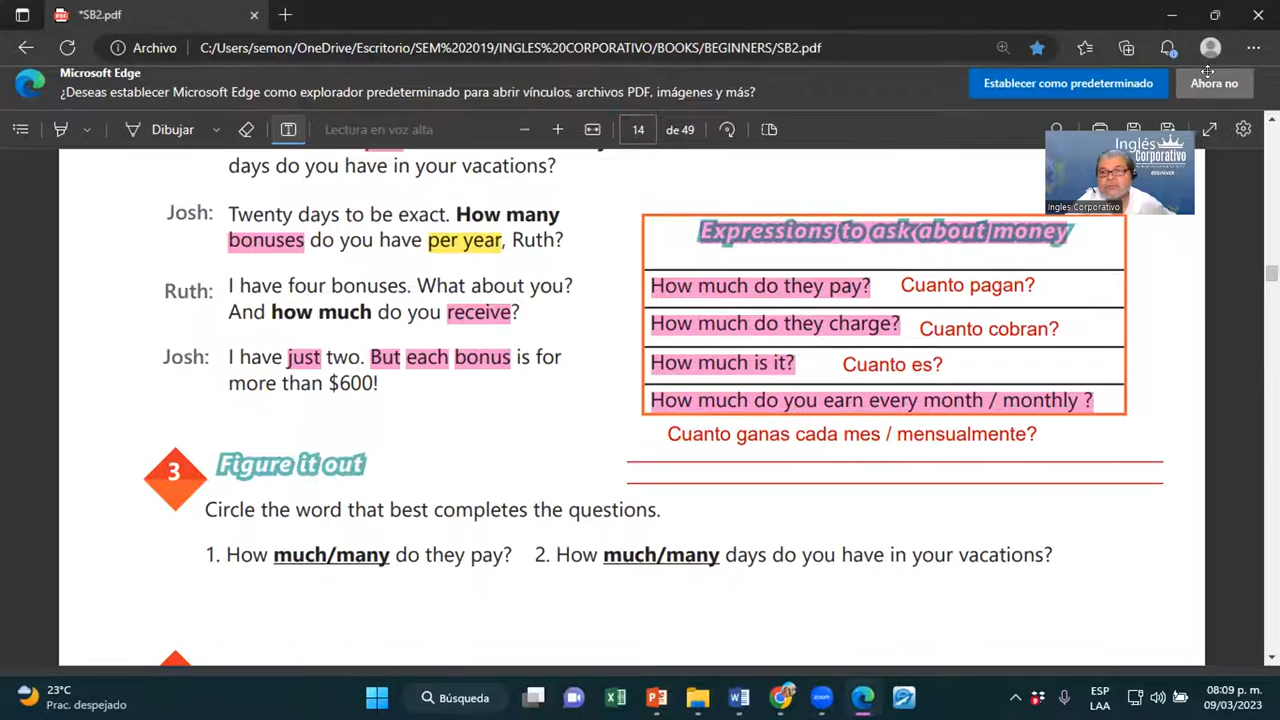 *SB2.pdf
Archivo
C:/Users/semon/OneDrive/Escritorio/SEM%202019/INGLES%20CORPORATIVO/BOOKS/BEGINNERS/SB2.pdf
Microsoft Edge
¿Deseas establecer Microsoft Edge como explorador predeterminado para abrir vínculos, archivos PDF, imágenes y más?
Establecer como predeterminado
Ahora no
Dibujar
Lectura en voz alta
14
de 49
Inglés
Corporativo
BEGINNER
Ingles Corporativo
days do you have in your vacations?
Josh: Twenty days to be exact. How many
bonuses do you have per year, Ruth?
Ruth: I have four bonuses. What about you?
And how much do you receive?
Josh: I have just two. But each bonus is for
more than $600!
Expressions to ask about money
How much do they pay? Cuanto pagan?
How much do they charge? Cuanto cobran?
How much is it? Cuanto es?
How much do you earn every month / monthly ?
Cuanto ganas cada mes / mensualmente?
3 Figure it out
Circle the word that best completes the questions.
1. How much/many do they pay? 2. How much/many days do you have in your vacations?
23°C
Prac. despejado
Búsqueda
ESP
LAA
08:09 p. m.
09/03/2023